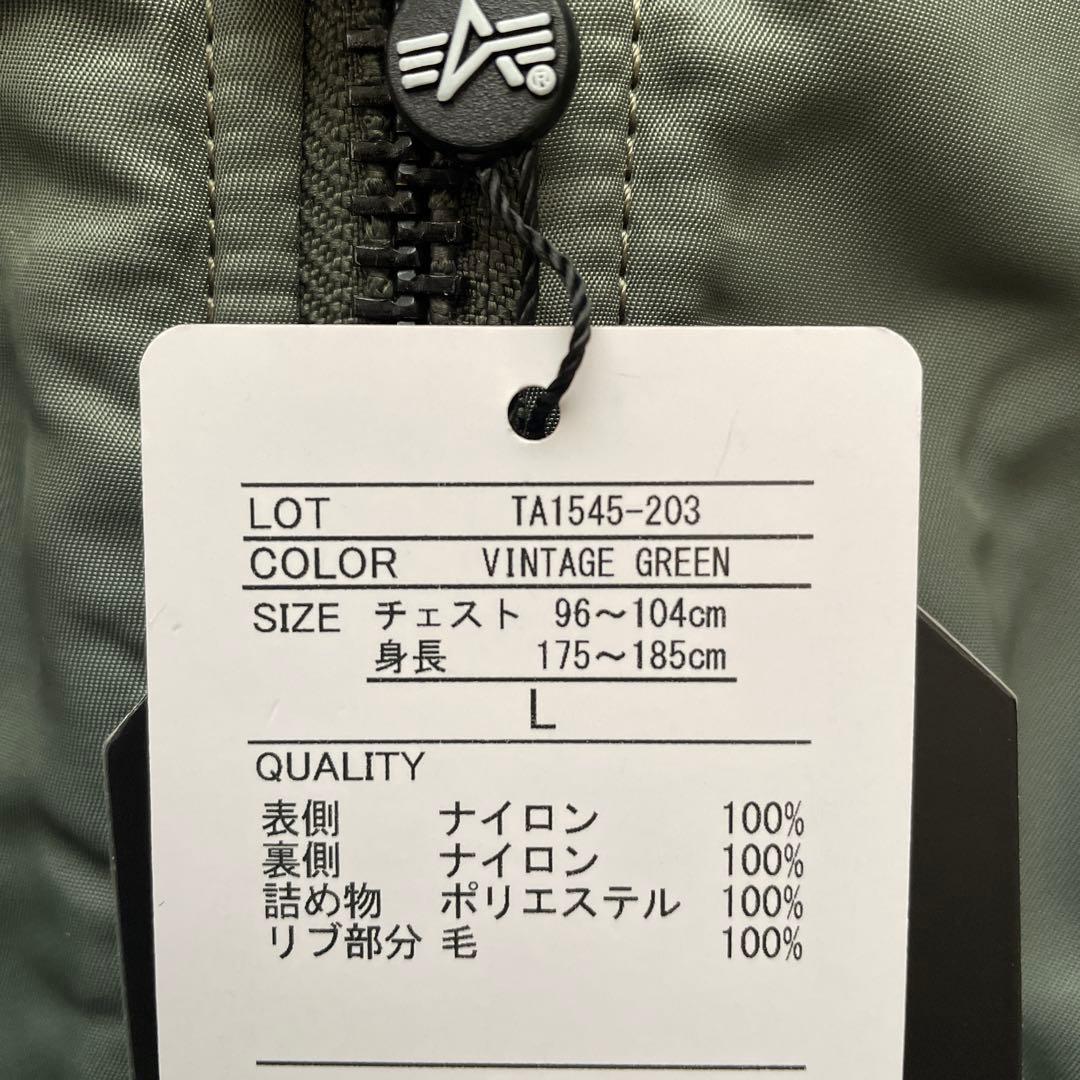 ®
LOT TA1545-203
COLOR VINTAGE GREEN
SIZE チェスト 96～104cm
身長 175～185cm
L
QUALITY
表側 ナイロン 100%
裏側 ナイロン 100%
詰め物 ポリエステル 100%
リブ部分 毛 100%